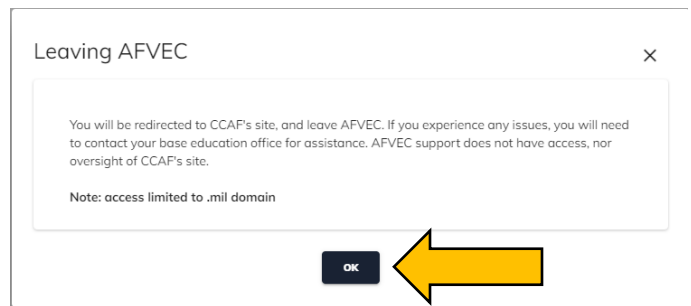 Leaving AFVEC
You will be redirected to CCAF's site, and leave AFVEC. If you experience any issues, you will need
to contact your base education office for assistance. AFVEC support does not have access, nor
oversight of CCAF's site.
Note: access limited to .mil domain
OK